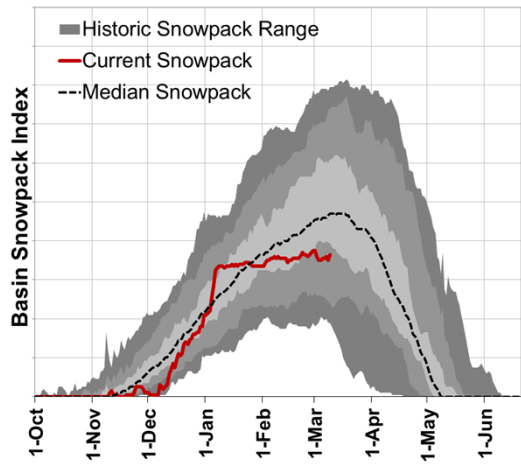 Historic Snowpack Range
Current Snowpack
Median Snowpack
Basin Snowpack Index
1-Oct
1-Nov
1-Dec
1-Jan
1-Feb
1-Mar
1-Apr
1-May
1-Jun